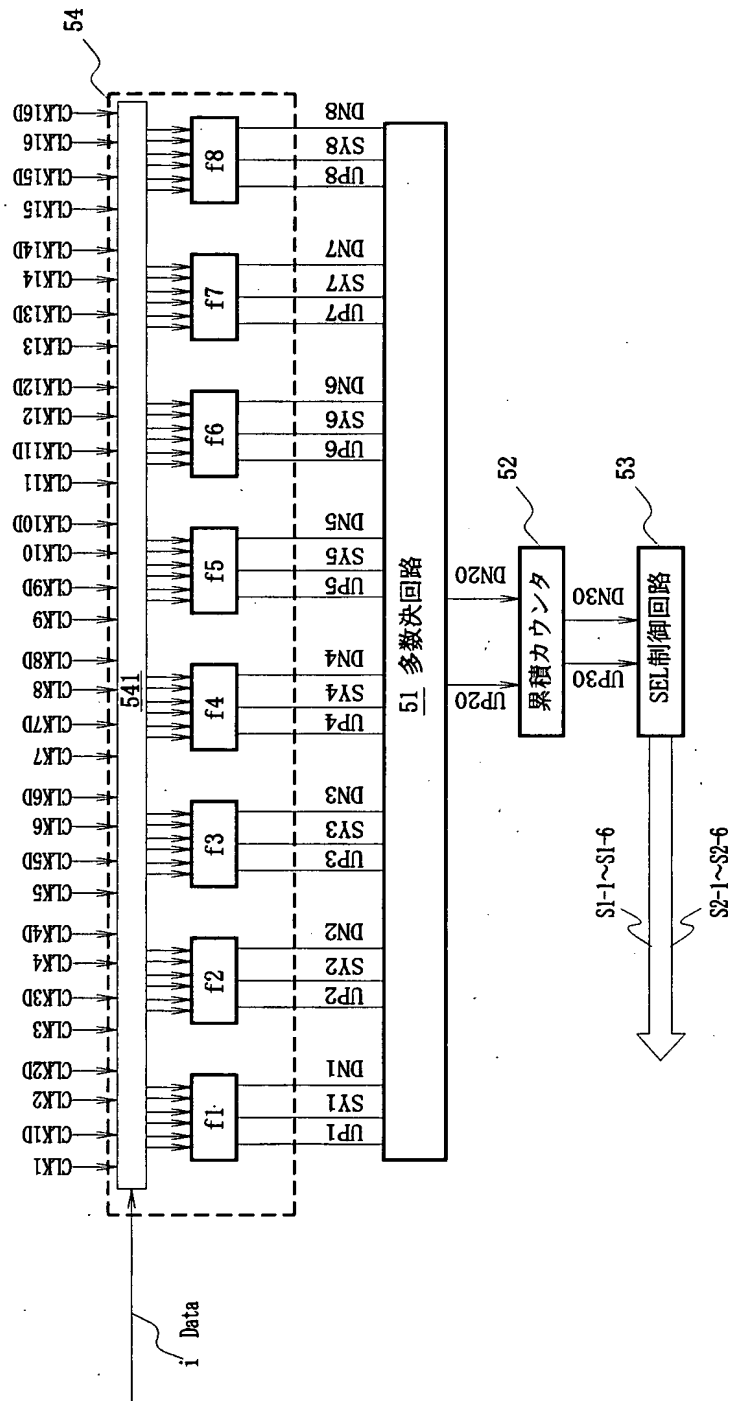 54
CLK1
CLK1D
CLK2
CLK2D
CLK3
CLK3D
CLK4
CLK4D
CLK5
CLK5D
CLK6
CLK6D
CLK7
CLK7D
CLK8
CLK8D
CLK9
CLK9D
CLK10
CLK10D
CLK11
CLK11D
CLK12
CLK12D
CLK13
CLK13D
CLK14
CLK14D
CLK15
CLK15D
CLK16
CLK16D
541
i Data
f1
f2
f3
f4
f5
f6
f7
f8
UP1
SY1
DN1
UP2
SY2
DN2
UP3
SY3
DN3
UP4
SY4
DN4
UP5
SY5
DN5
UP6
SY6
DN6
UP7
SY7
DN7
UP8
SY8
DN8
51 多数決回路
UP20
DN20
52
累積カウンタ
UP30
DN30
53
SEL制御回路
S1-1~S1-6
S2-1~S2-6